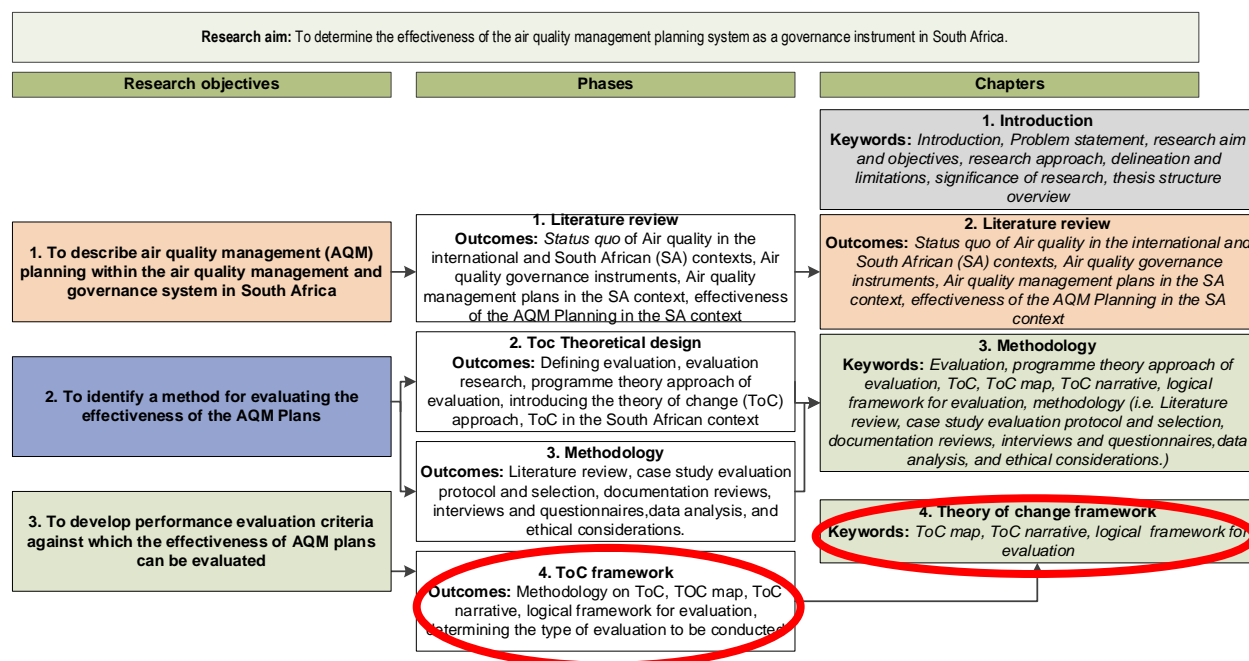 Research aim: To determine the effectiveness of the air quality management planning system as a governance instrument in South Africa.
Research objectives
Phases
Chapters
1. Introduction
Keywords: Introduction, Problem statement, research aim
and objectives, research approach, delineation and
limitations, significance of research, thesis structure
overview
1. To describe air quality management (AQM)
planning within the air quality management and
governance system in South Africa
1. Literature review
Outcomes: Status quo of Air quality in the
international and South African (SA) contexts, Air
quality governance instruments, Air quality
management plans in the SA context, effectiveness
of the AQM Planning in the SA context
2. Literature review
Outcomes: Status quo of Air quality in the international and
South African (SA) contexts, Air quality governance
instruments, Air quality management plans in the SA
context, effectiveness of the AQM Planning in the SA
context
2. To identify a method for evaluating the
effectiveness of the AQM Plans
2. Toc Theoretical design
Outcomes: Defining evaluation, evaluation
research, programme theory approach of
evaluation, introducing the theory of change (ToC)
approach, ToC in the South African context
3. Methodology
Outcomes: Literature review, case study evaluation
protocol and selection, documentation reviews,
interviews and questionnaires,data analysis, and
ethical considerations.
3. Methodology
Keywords: Evaluation, programme theory approach of
evaluation, ToC, ToC map, ToC narrative, logical
framework for evaluation, methodology (i.e. Literature
review, case study evaluation protocol and selection,
documentation reviews, interviews and questionnaires,data
analysis, and ethical considerations.)
3. To develop performance evaluation criteria
against which the effectiveness of AQM plans
can be evaluated
4. ToC framework
Outcomes: Methodology on ToC, TOC map, ToC
narrative, logical framework for evaluation,
determining the type of evaluation to be conducted
4. Theory of change framework
Keywords: ToC map, ToC narrative, logical framework for
evaluation